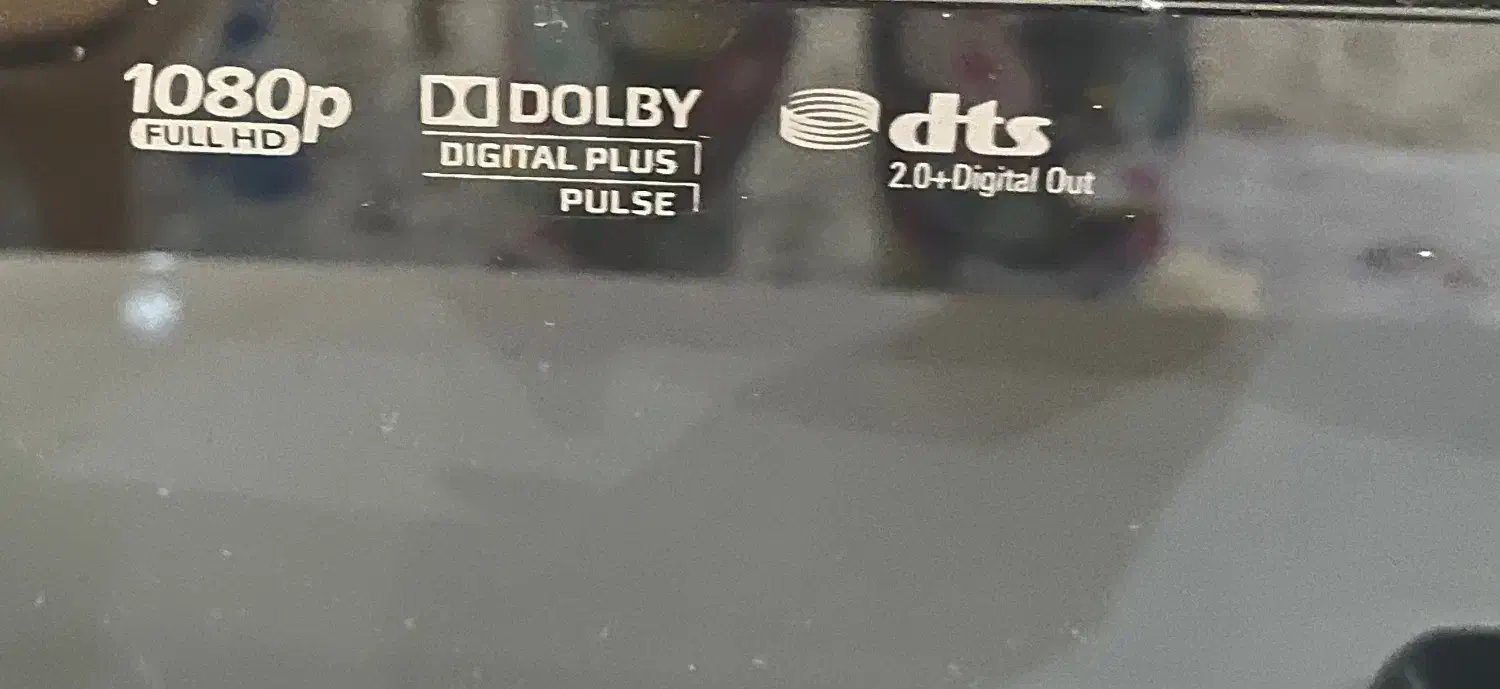 1080p
FULL HD
DOLBY
DIGITAL PLUS
PULSE
dts
2.0+Digital Out